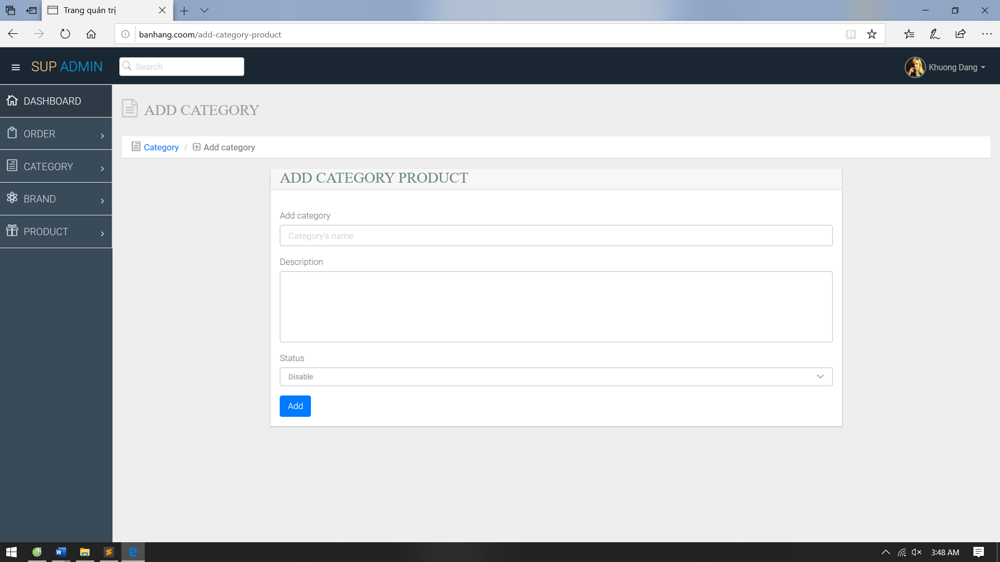 Trang quản trị
banhang.coom/add-category-product
SUP ADMIN
Search
Khuong Dang
DASHBOARD
ORDER
CATEGORY
BRAND
PRODUCT
ADD CATEGORY
Category / Add category
ADD CATEGORY PRODUCT
Add category
Category's name
Description
Status
Disable
Add
3:48 AM